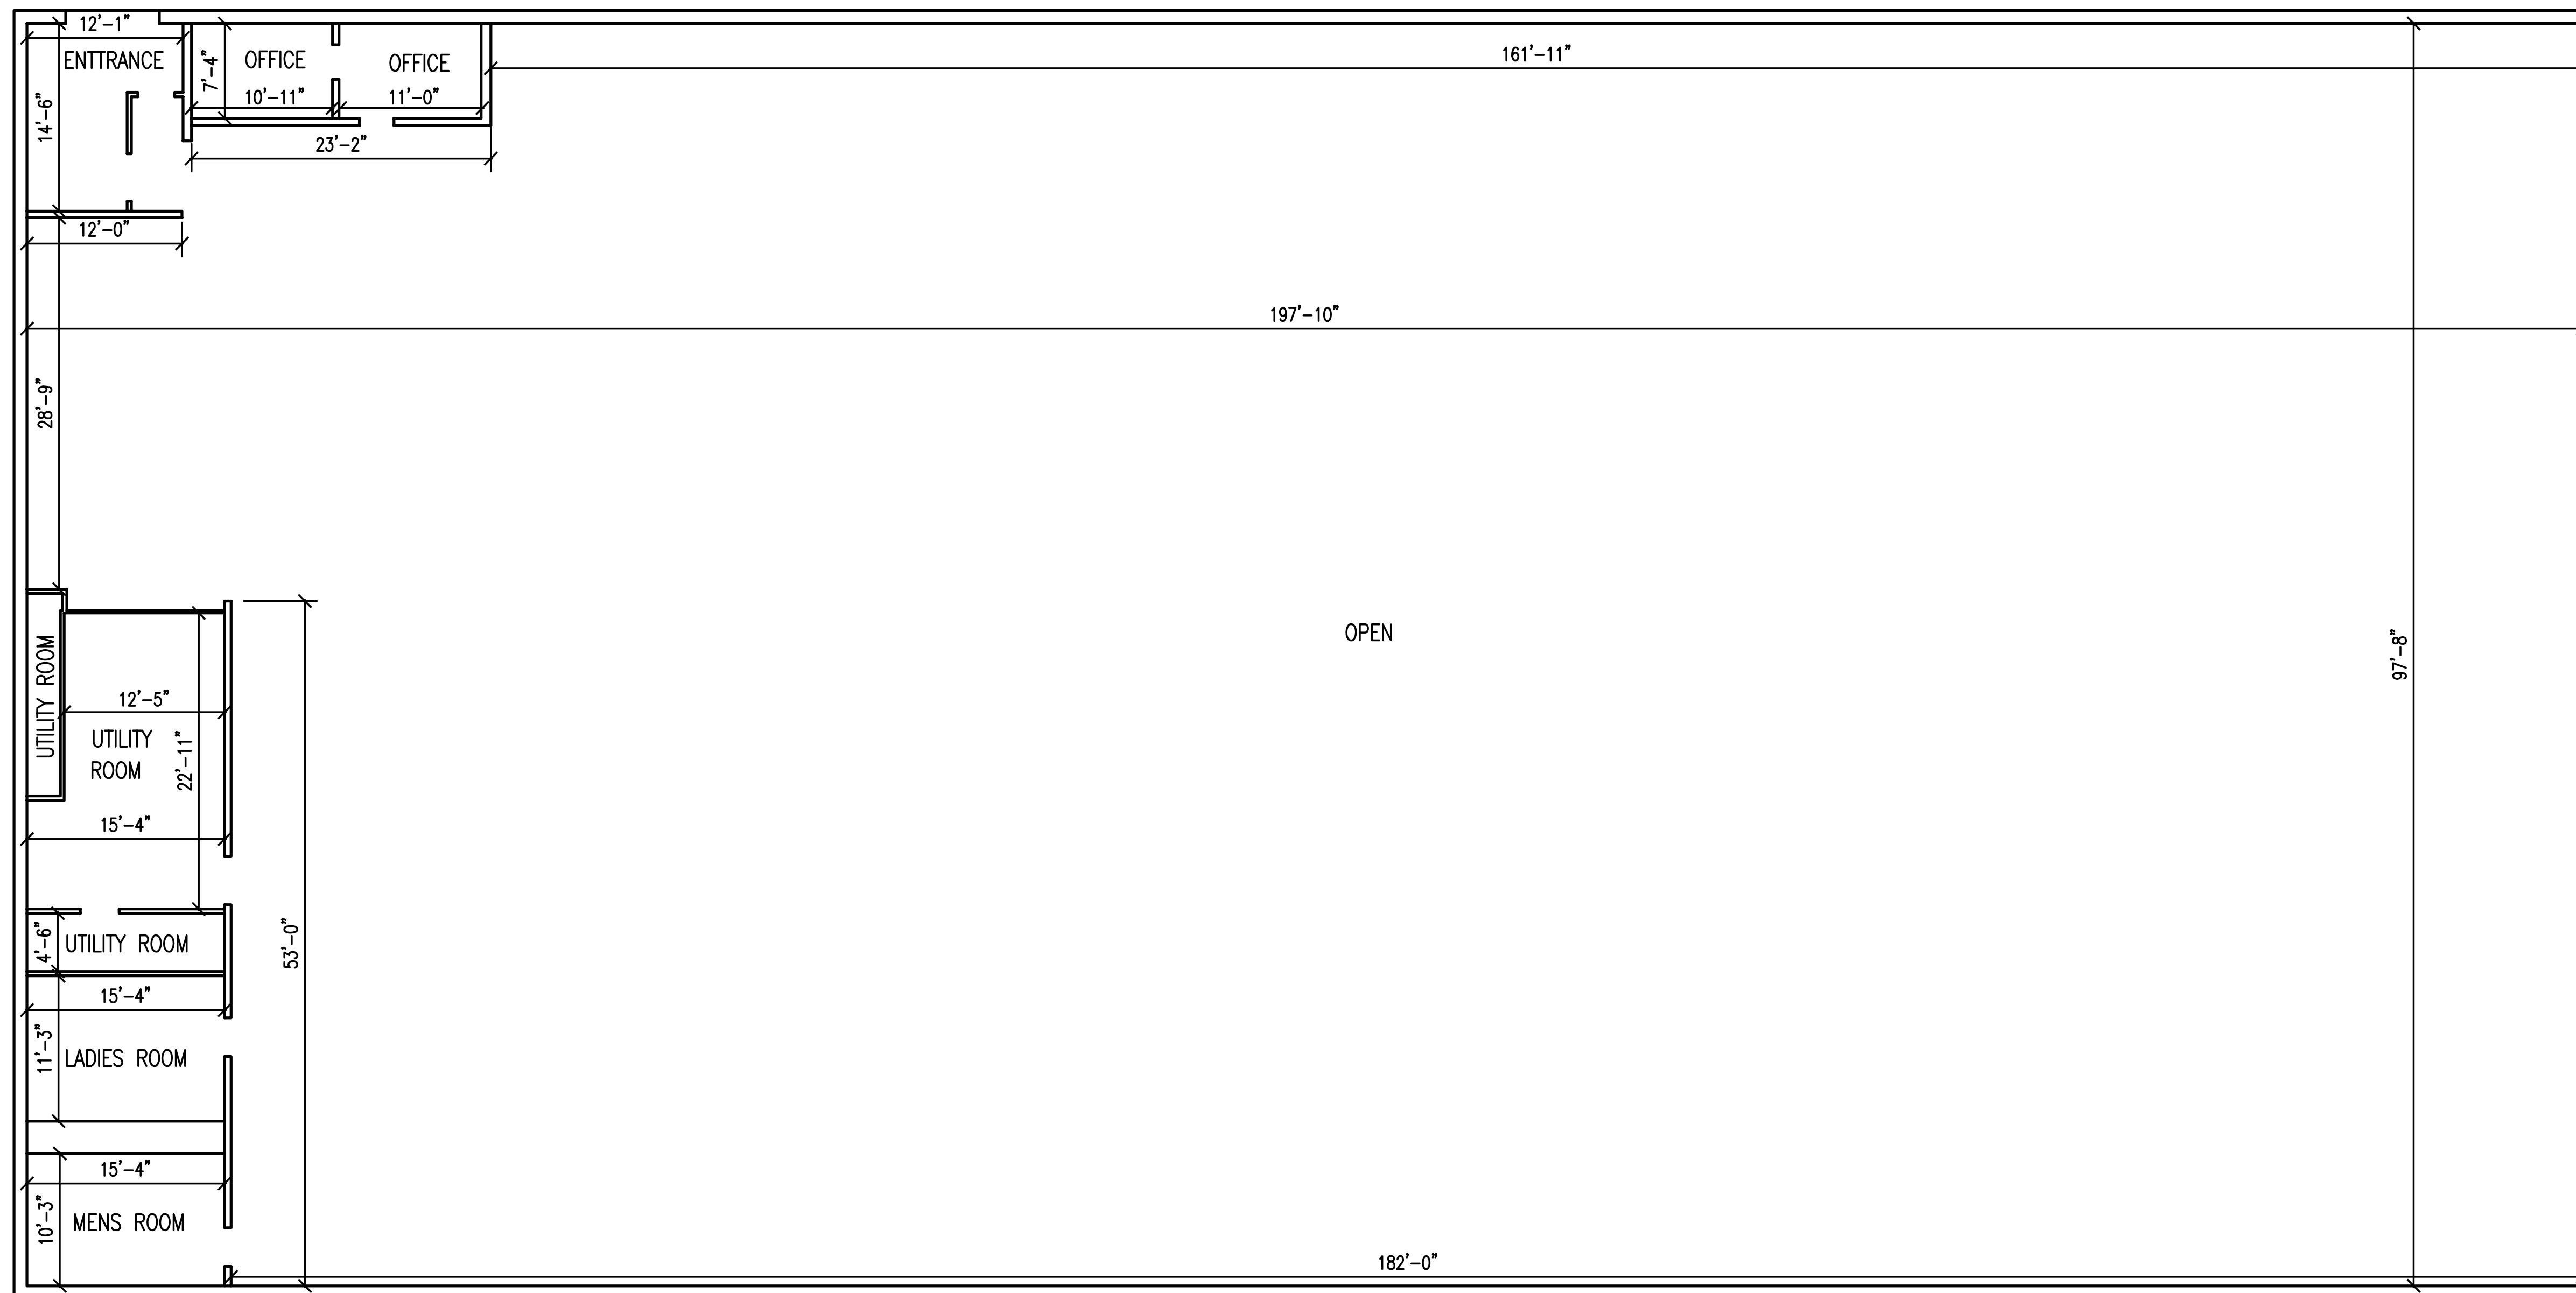 12'-1"
ENTTRANCE
14'-6"
7'-4"
OFFICE
OFFICE
161'-11"
10'-11"
11'-0"
23'-2"
12'-0"
197'-10"
28'-9"
OPEN
97'-8"
UTILITY ROOM
12'-5"
UTILITY
ROOM
22'-11"
15'-4"
53'-0"
4'-6"
UTILITY ROOM
15'-4"
11'-3"
LADIES ROOM
15'-4"
10'-3"
MENS ROOM
182'-0"